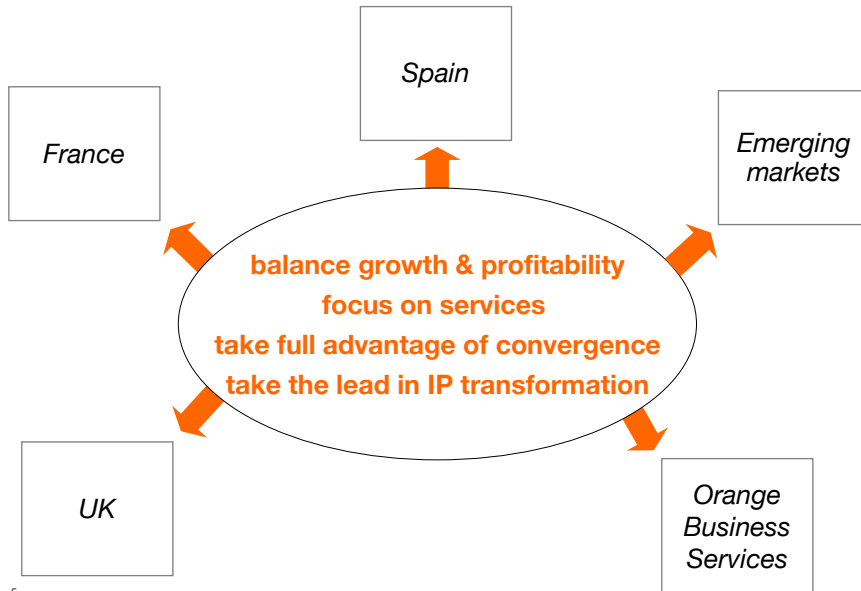 Spain
France
Emerging
markets
balance growth & profitability
focus on services
take full advantage of convergence
take the lead in IP transformation
UK
Orange
Business
Services